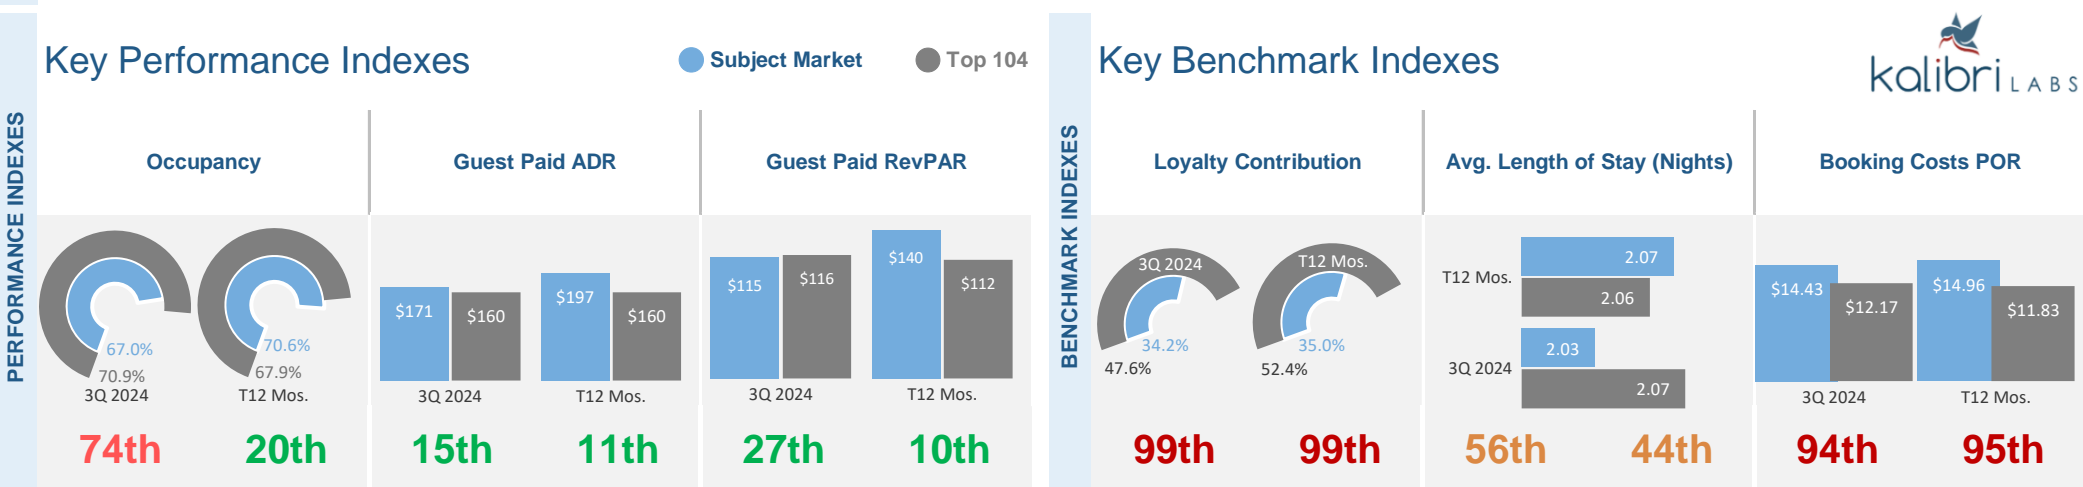 PERFORMANCE INDEXES
Key Performance Indexes
Subject Market
Top 104
Occupancy
Guest Paid ADR
Guest Paid RevPAR
67.0%
70.9%
3Q 2024
70.6%
67.9%
T12 Mos.
$171
$160
3Q 2024
$197
$160
T12 Mos.
$115
$116
3Q 2024
$140
$112
T12 Mos.
74th
20th
15th
11th
27th
10th
BENCHMARK INDEXES
Key Benchmark Indexes
kalibri LABS
Loyalty Contribution
Avg. Length of Stay (Nights)
Booking Costs POR
3Q 2024
34.2%
47.6%
T12 Mos.
35.0%
52.4%
T12 Mos.
2.07
2.06
3Q 2024
2.03
2.07
$14.43
$12.17
3Q 2024
$14.96
$11.83
T12 Mos.
99th
99th
56th
44th
94th
95th